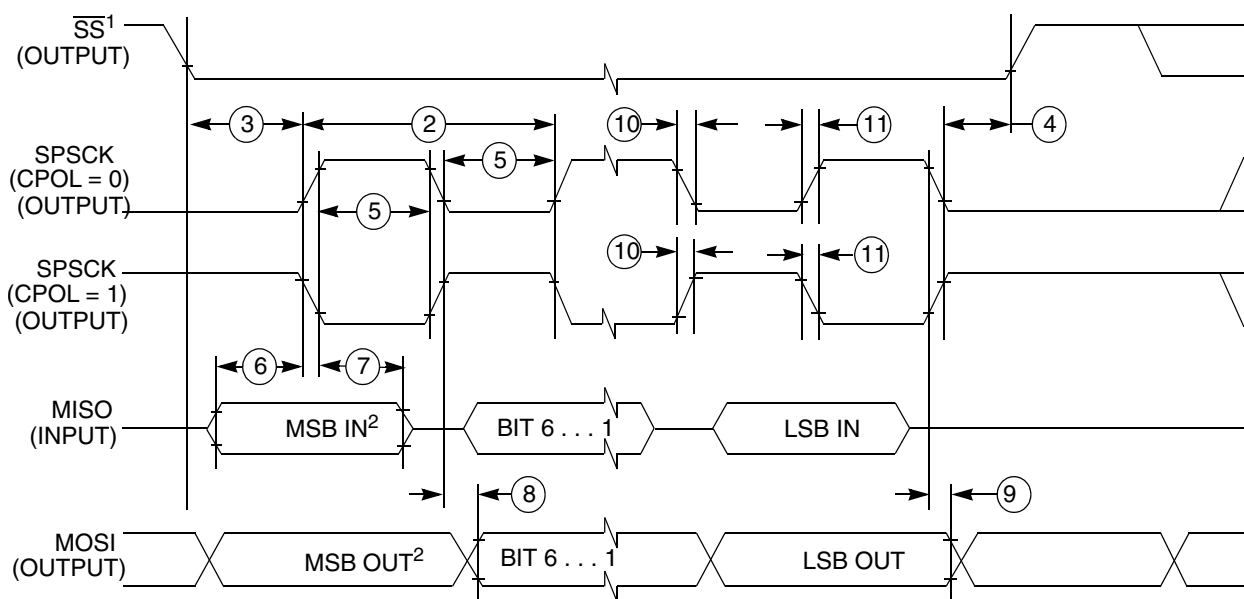 SS¹
(OUTPUT)
3
2
10
11
4
SPSCK
(CPOL = 0)
(OUTPUT)
5
5
SPSCK
(CPOL = 1)
(OUTPUT)
10
11
6
7
MISO
(INPUT)
MSB IN²
BIT 6 . . . 1
LSB IN
8
9
MOSI
(OUTPUT)
MSB OUT²
BIT 6 . . . 1
LSB OUT